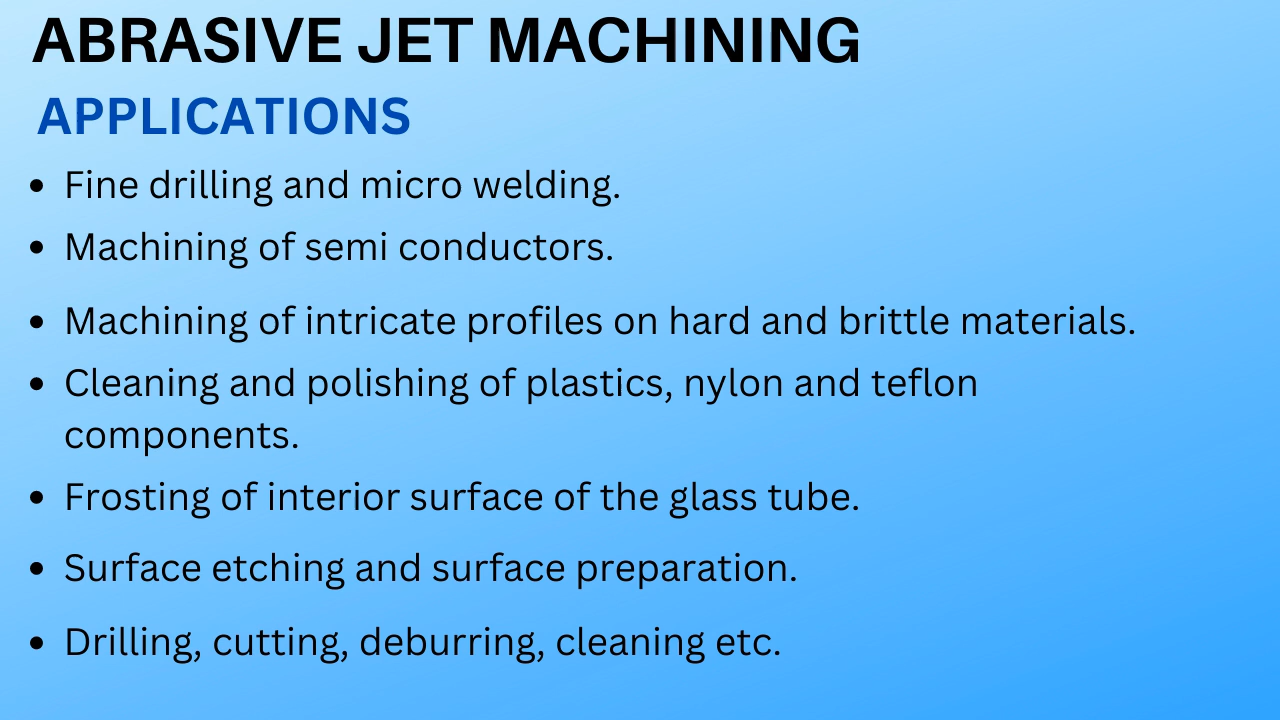 ABRASIVE JET MACHINING
APPLICATIONS
• Fine drilling and micro welding.
• Machining of semi conductors.
• Machining of intricate profiles on hard and brittle materials.
• Cleaning and polishing of plastics, nylon and teflon
components.
• Frosting of interior surface of the glass tube.
• Surface etching and surface preparation.
• Drilling, cutting, deburring, cleaning etc.